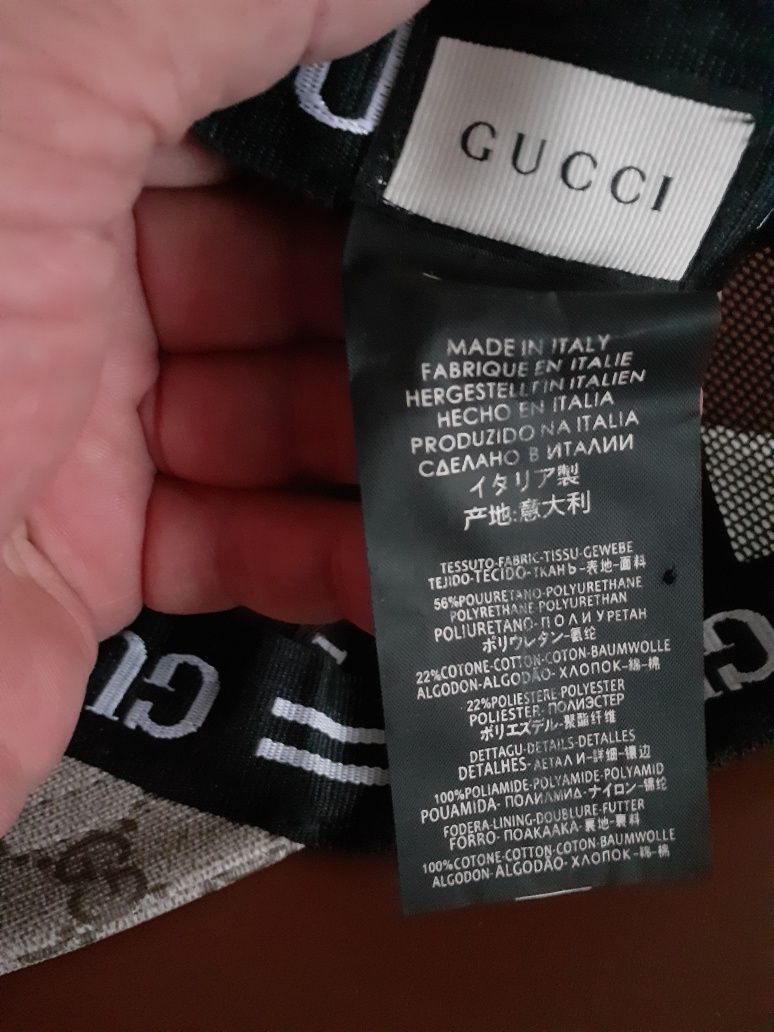 GUCCI
MADE IN ITALY
FABRIQUE EN ITALIE
HERGESTELLT IN ITALIEN
HECHO EN ITALIA
PRODUZIDO NA ITALIA
СДЕЛАНО В ИТАЛИИ
イタリア製
产地:意大利
TESSUTO-FABRIC-TISSU-GEWEBE
TEJIDO-TECIDO-ТКАНЬ-表地-面料
56%POUURETANO-POLYURETHANE
POLYRETHANE-POLYURETHAN
POLIURETANO-ПОЛИУРЕТАН
ポリウレタン-氨纶
22%COTONE-COTTON-COTON-BAUMWOLLE
ALGODON-ALGODÃO-ХЛОПОК-綿-棉
22%POLIESTERE-POLYESTER
POLIESTER-ПОЛИЭСТЕР
ポリエズデル-聚酯纤维
DETTAGU-DETAILS-DETALLES
DETALHES-ДЕТАЛИ-詳細-镶边
100%POLIAMIDE-POLYAMIDE-POLYAMID
POUAMIDA-ПОЛИАМИД-ナイロン-锦纶
FODERA-LINING-DOUBLURE-FUTTER
FORRO-ПОАКААКА-裏地-裏料
100%COTONE-COTTON-COTON-BAUMWOLLE
ALGODON-ALGODÃO-ХЛОПОК-綿-棉
GU